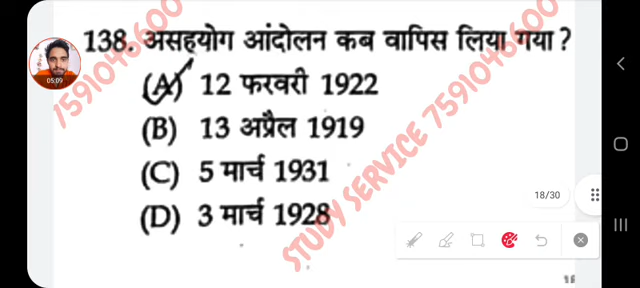 138. असहयोग आंदोलन कब वापिस लिया गया ?
(A) 12 फरवरी 1922
(B) 13 अप्रैल 1919
(C) 5 मार्च 1931
(D) 3 मार्च 1928
STUDY SERVICE 7591046600
7591046600
05:09
18/30